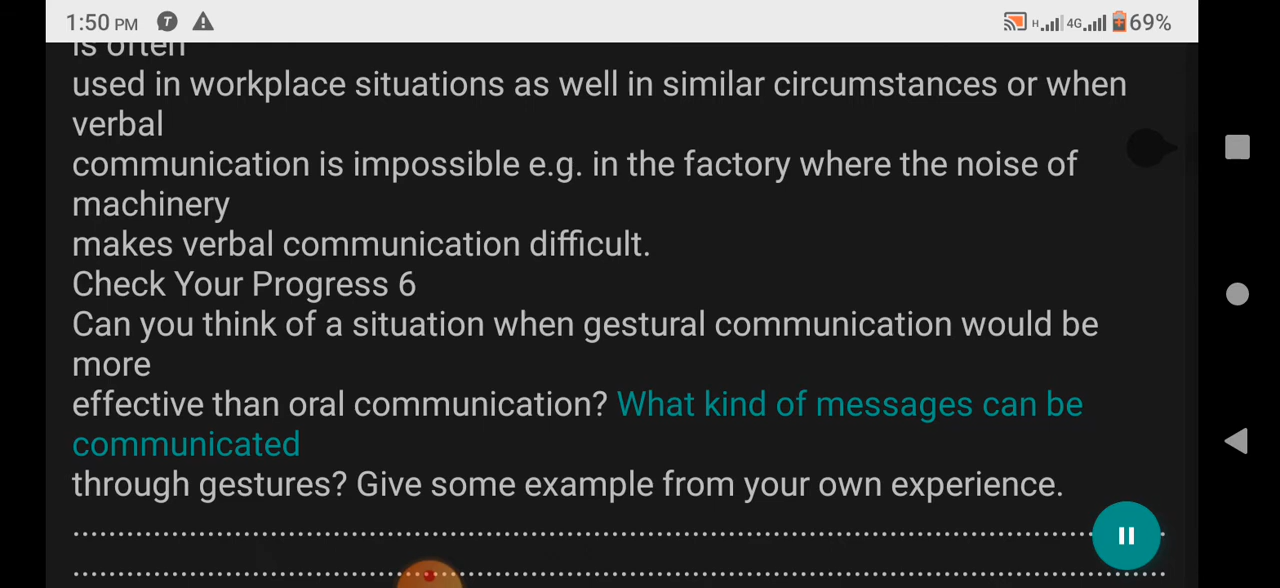 1:50 PM
H 4G 69%
is often
used in workplace situations as well in similar circumstances or when
verbal
communication is impossible e.g. in the factory where the noise of
machinery
makes verbal communication difficult.
Check Your Progress 6
Can you think of a situation when gestural communication would be
more
effective than oral communication? What kind of messages can be
communicated
through gestures? Give some example from your own experience.
................................................................................................................................
................................................................................................................................